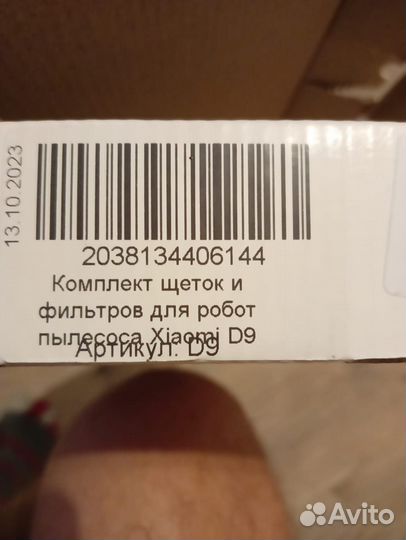 13.10.2023
2038134406144
Комплект щеток и
фильтров для робот
пылесоса Xiaomi D9
Артикул: D9
Avito